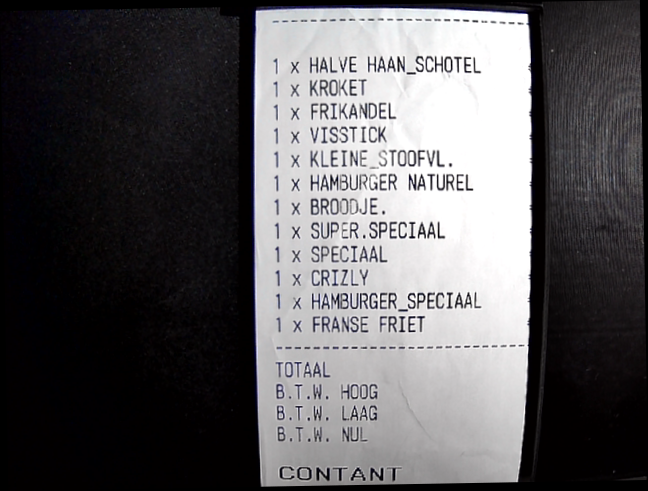 1 x HALVE HAAN_SCHOTEL
1 x KROKET
1 x FRIKANDEL
1 x VISSTICK
1 x KLEINE_STOOFVL.
1 x HAMBURGER NATUREL
1 x BROODJE.
1 x SUPER.SPECIAAL
1 x SPECIAAL
1 x CRIZLY
1 x HAMBURGER_SPECIAAL
1 x FRANSE FRIET
TOTAAL
B.T.W. HOOG
B.T.W. LAAG
B.T.W. NUL
CONTANT